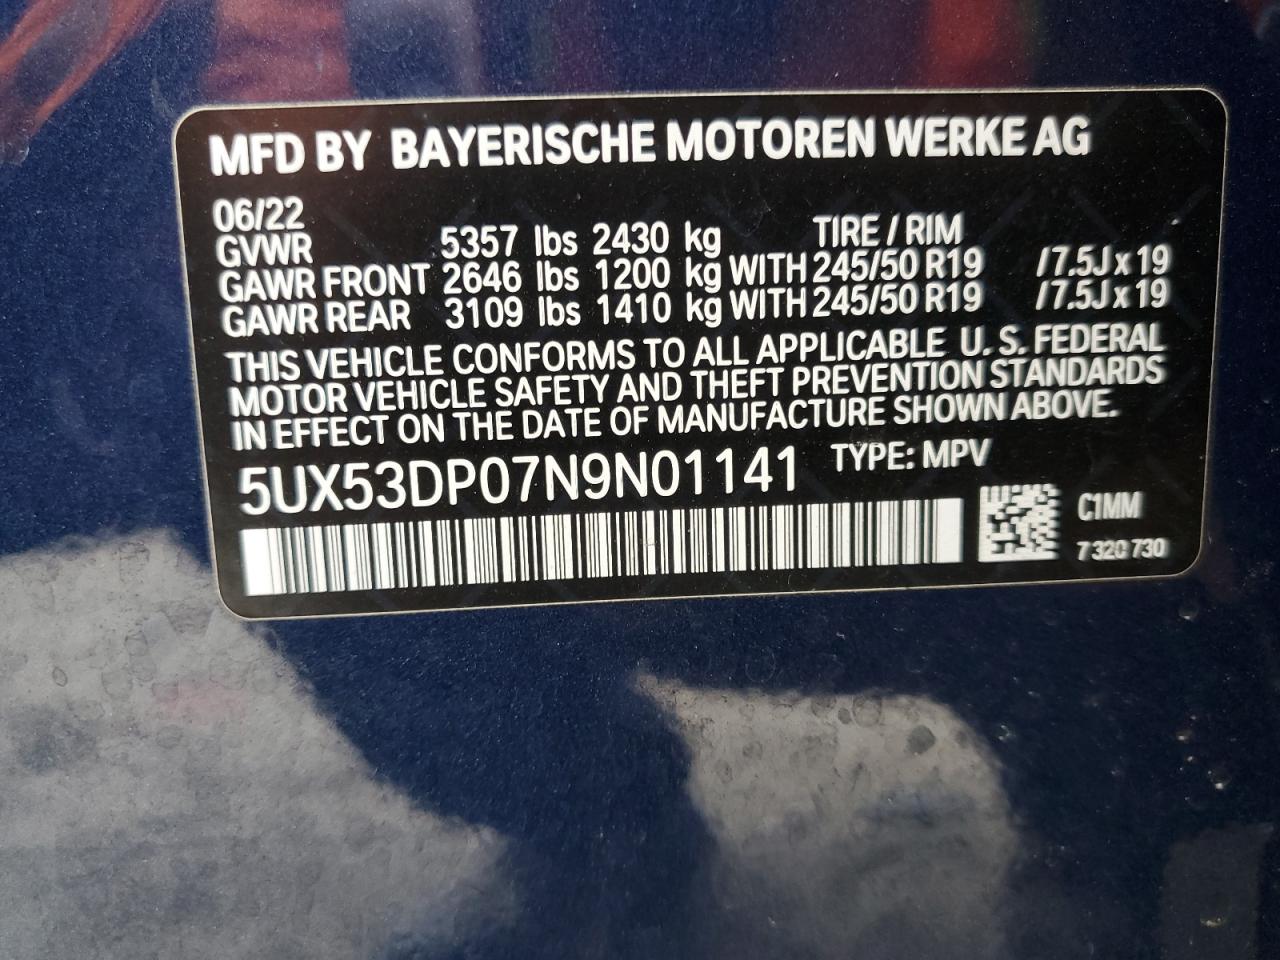 MFD BY BAYERISCHE MOTOREN WERKE AG
06/22
TIRE / RIM
GVWR 5357 lbs 2430 kg
GAWR FRONT 2646 lbs 1200 kg WITH 245/50 R19 /7.5J x 19
GAWR REAR 3109 lbs 1410 kg WITH 245/50 R19 /7.5J x 19
THIS VEHICLE CONFORMS TO ALL APPLICABLE U. S. FEDERAL
MOTOR VEHICLE SAFETY AND THEFT PREVENTION STANDARDS
IN EFFECT ON THE DATE OF MANUFACTURE SHOWN ABOVE.
5UX53DP07N9N01141 TYPE: MPV
C1MM
7 320 730